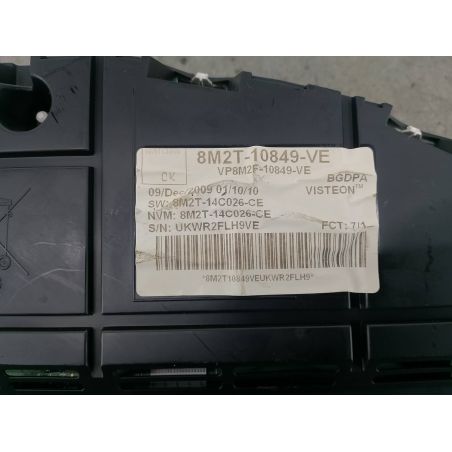 8M2T-10849-VE
VP8M2F-10849-VE
OK
BGDPA
09/Dec/2009 01/10/10 VISTEON™
SW: 8M2T-14C026-CE
NVM: 8M2T-14C026-CE
S/N: UKWR2FLH9VE FCT: 7/1
*8M2T10849VEUKWR2FLH9*